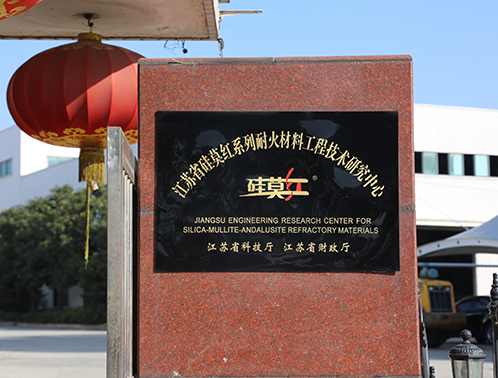 江苏省硅莫红系列耐火材料工程技术研究中心
硅莫红®
JIANGSU ENGINEERING RESEARCH CENTER FOR
SILICA-MULLITE-ANDALUSITE REFRACTORY MATERIALS
江苏省科技厅 江苏省财政厅